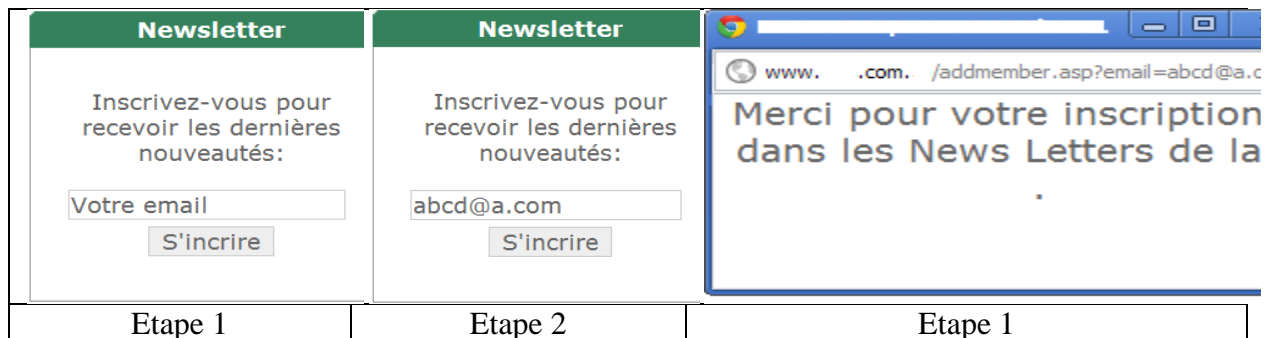 Newsletter
Inscrivez-vous pour
recevoir les dernières
nouveautés:
Votre email
S'incrire
Etape 1
Newsletter
Inscrivez-vous pour
recevoir les dernières
nouveautés:
abcd@a.com
S'incrire
Etape 2
www. .com. /addmember.asp?email=abcd@a.c
Merci pour votre inscription
dans les News Letters de la
.
Etape 1